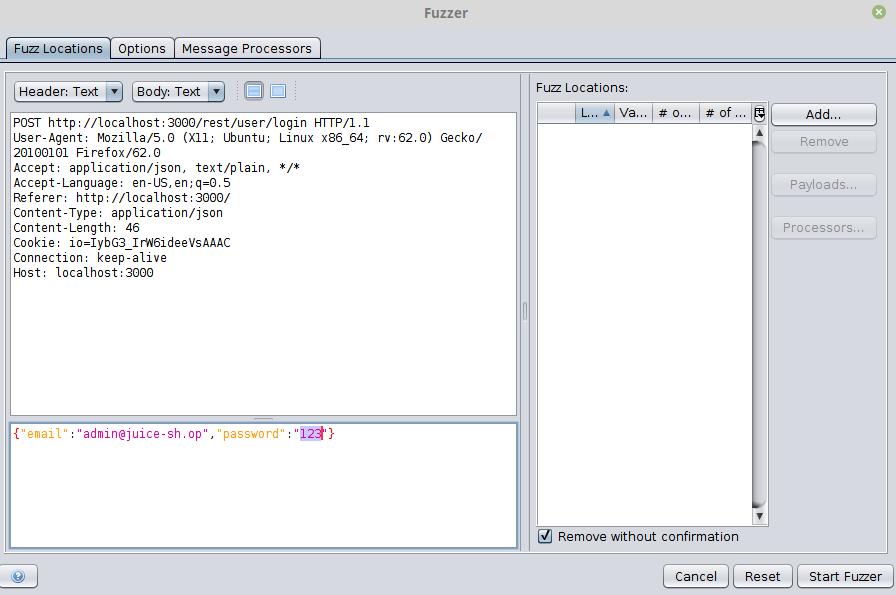 Fuzzer
Fuzz Locations Options Message Processors
Header: Text Body: Text
POST http://localhost:3000/rest/user/login HTTP/1.1
User-Agent: Mozilla/5.0 (X11; Ubuntu; Linux x86_64; rv:62.0) Gecko/
20100101 Firefox/62.0
Accept: application/json, text/plain, */*
Accept-Language: en-US,en;q=0.5
Referer: http://localhost:3000/
Content-Type: application/json
Content-Length: 46
Cookie: io=IybG3_IrW6ideeVsAAAC
Connection: keep-alive
Host: localhost:3000
{"email":"admin@juice-sh.op","password":"123"}
Fuzz Locations:
L... Va... # o... # of ...
Add...
Remove
Payloads...
Processors...
Remove without confirmation
Cancel Reset Start Fuzzer